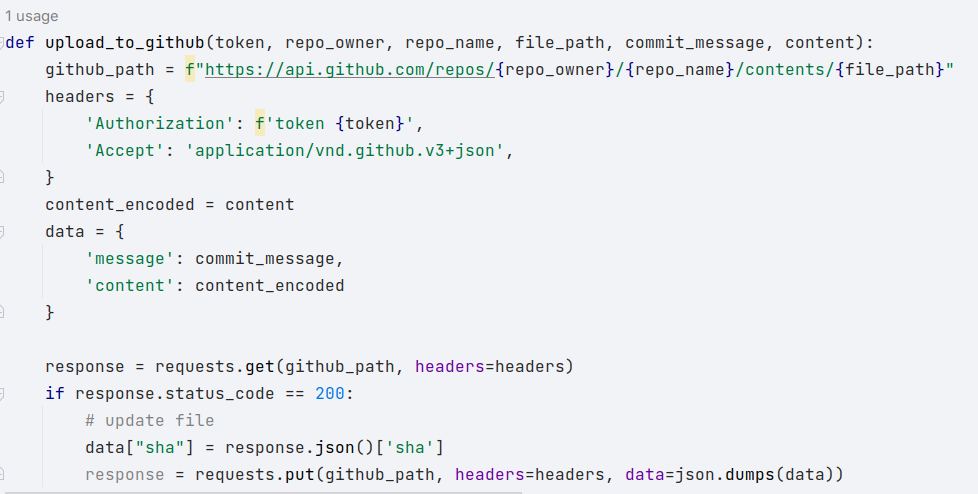 1 usage
def upload_to_github(token, repo_owner, repo_name, file_path, commit_message, content):
    github_path = f"https://api.github.com/repos/{repo_owner}/{repo_name}/contents/{file_path}"
    headers = {
        'Authorization': f'token {token}',
        'Accept': 'application/vnd.github.v3+json',
    }
    content_encoded = content
    data = {
        'message': commit_message,
        'content': content_encoded
    }

    response = requests.get(github_path, headers=headers)
    if response.status_code == 200:
        # update file
        data["sha"] = response.json()['sha']
        response = requests.put(github_path, headers=headers, data=json.dumps(data))